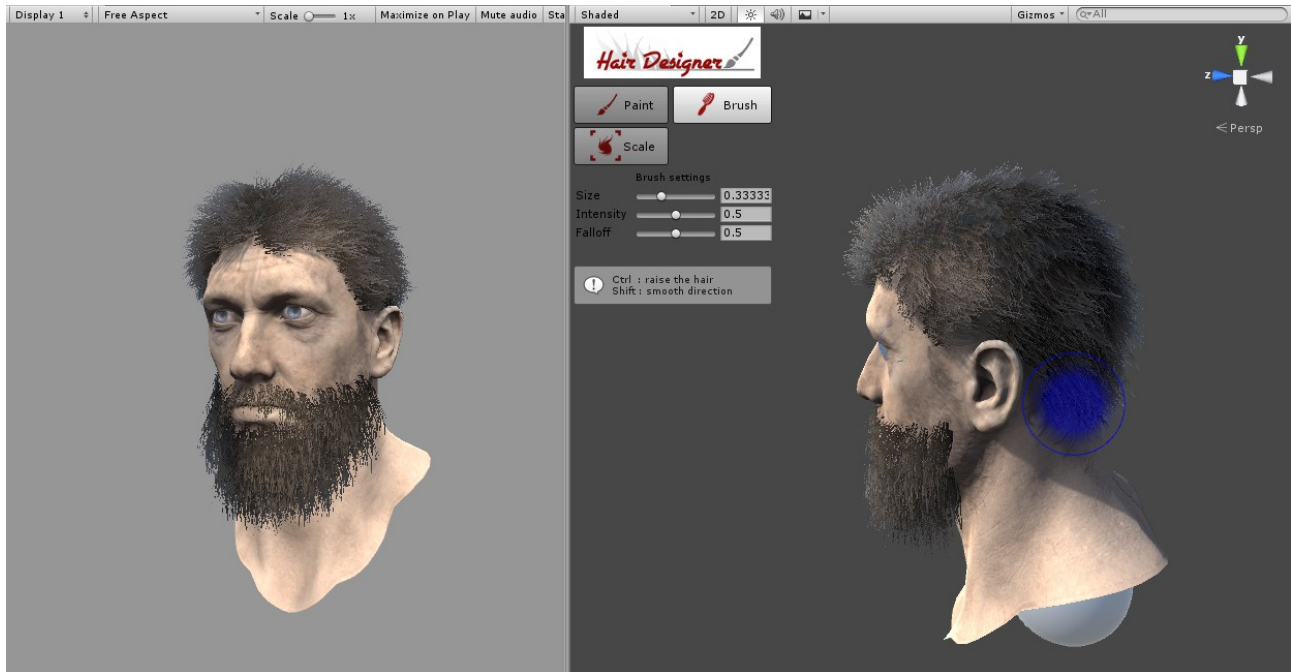 Display 1
Free Aspect
Scale 1x
Maximize on Play
Mute audio
Sta
Shaded
2D
Gizmos
All
Hair Designer
Paint
Brush
Scale
Brush settings
Size 0.33333
Intensity 0.5
Falloff 0.5
Ctrl : raise the hair
Shift : smooth direction
y
z
Persp